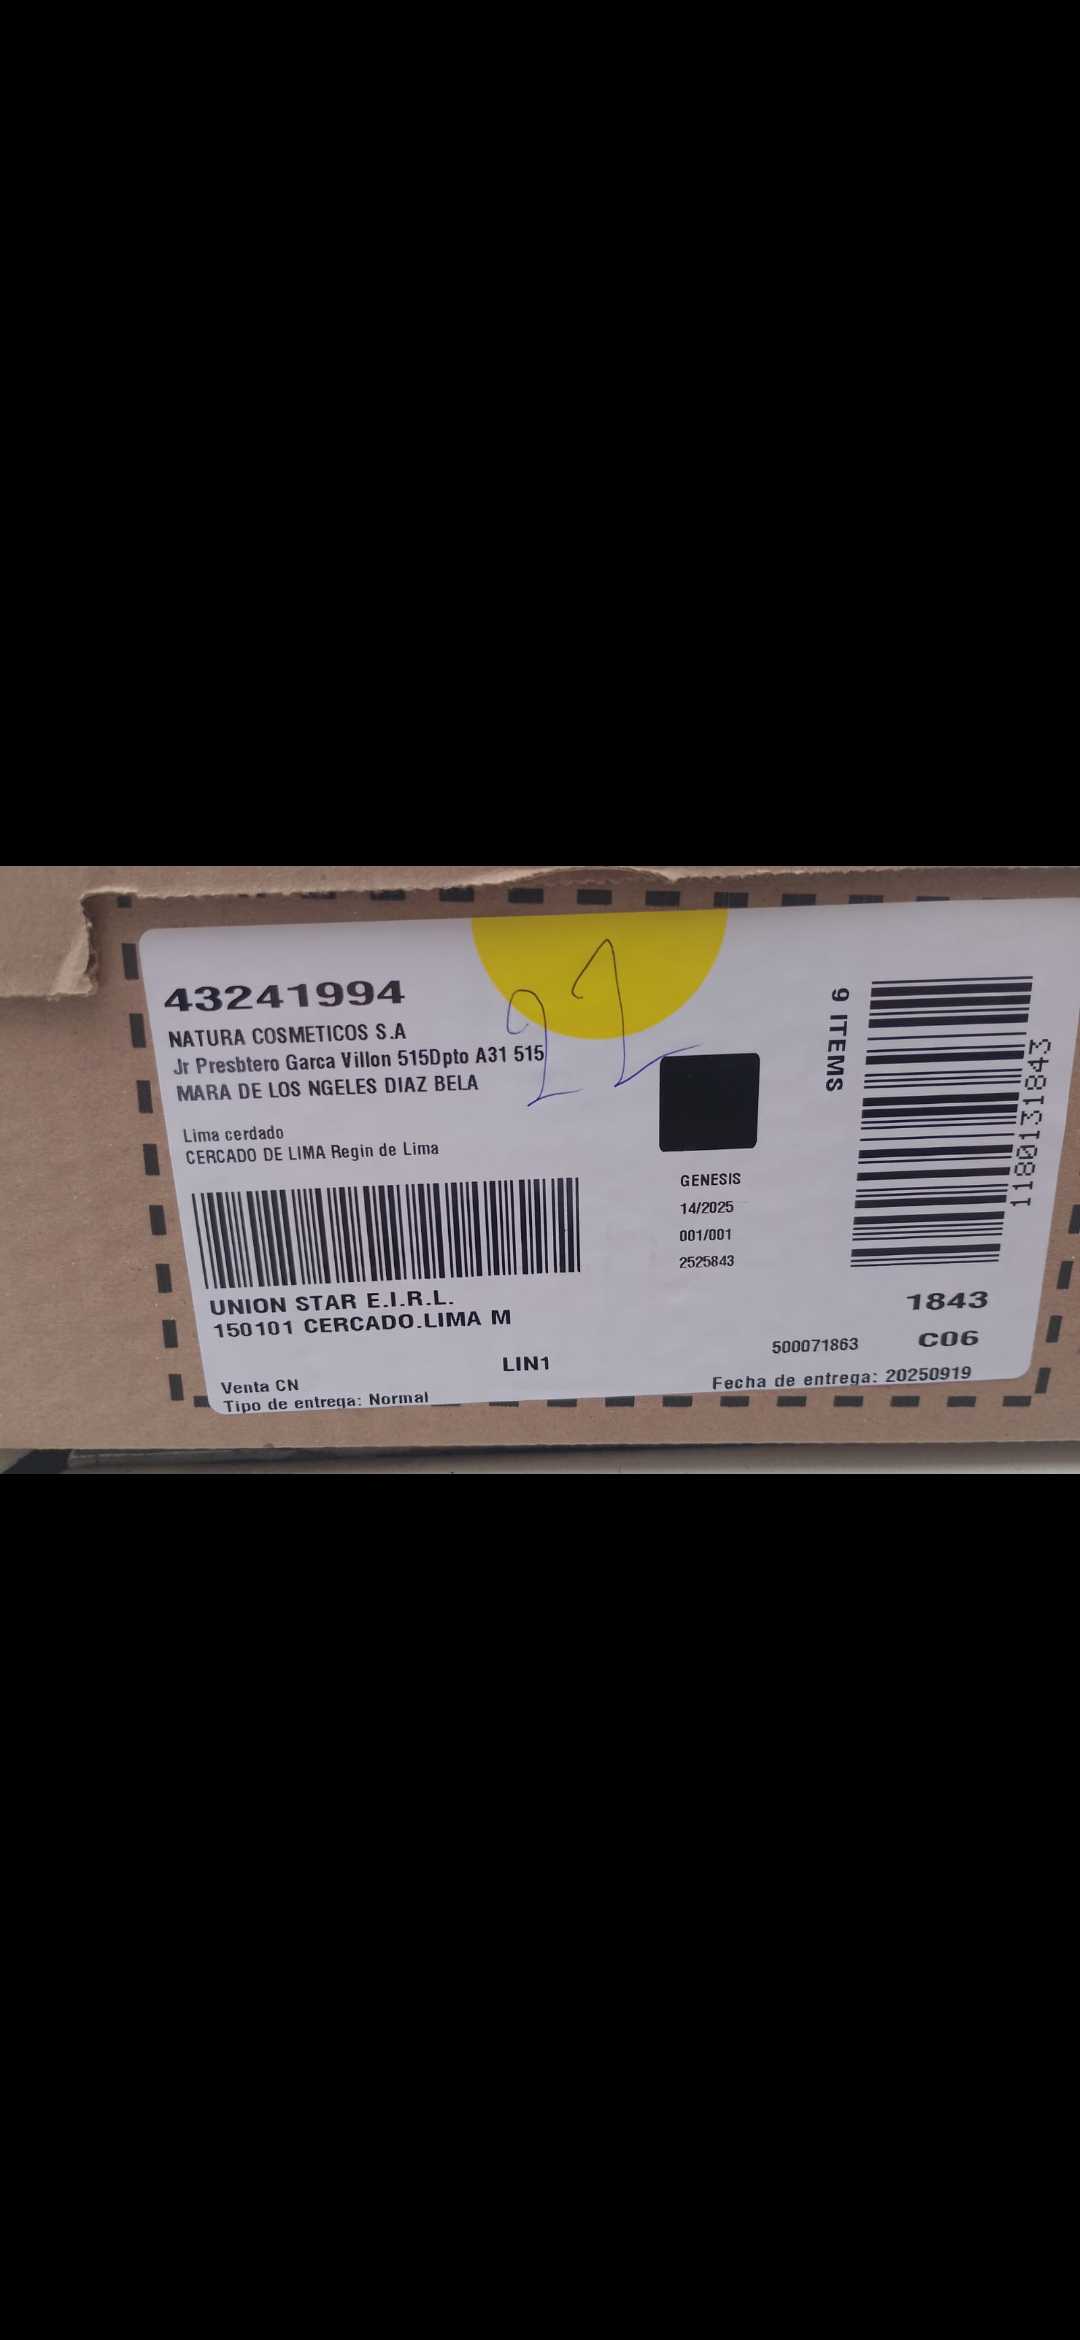 43241994
NATURA COSMETICOS S.A
Jr Presbtero Garca Villon 515Dpto A31 515
MARA DE LOS NGELES DIAZ BELA
Lima cerdado
CERCADO DE LIMA Regin de Lima
UNION STAR E.I.R.L.
150101 CERCADO.LIMA M
LIN1
Venta CN
Tipo de entrega: Normal
22
GENESIS
14/2025
001/001
2525843
9 ITEMS
1180131843
1843
500071863 C06
Fecha de entrega: 20250919